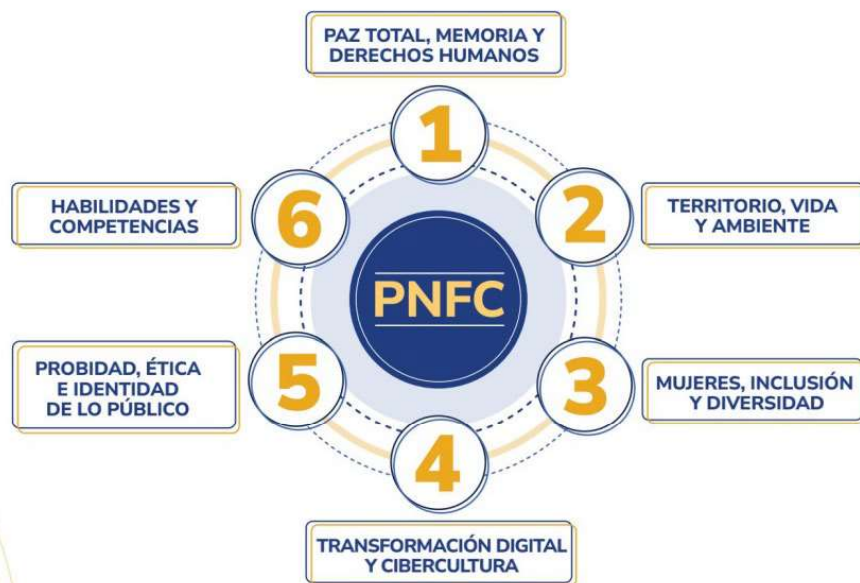 PAZ TOTAL, MEMORIA Y
DERECHOS HUMANOS
1
2
TERRITORIO, VIDA
Y AMBIENTE
3
MUJERES, INCLUSIÓN
Y DIVERSIDAD
4
TRANSFORMACIÓN DIGITAL
Y CIBERCULTURA
5
PROBIDAD, ÉTICA
E IDENTIDAD
DE LO PÚBLICO
6
HABILIDADES Y
COMPETENCIAS
PNFC